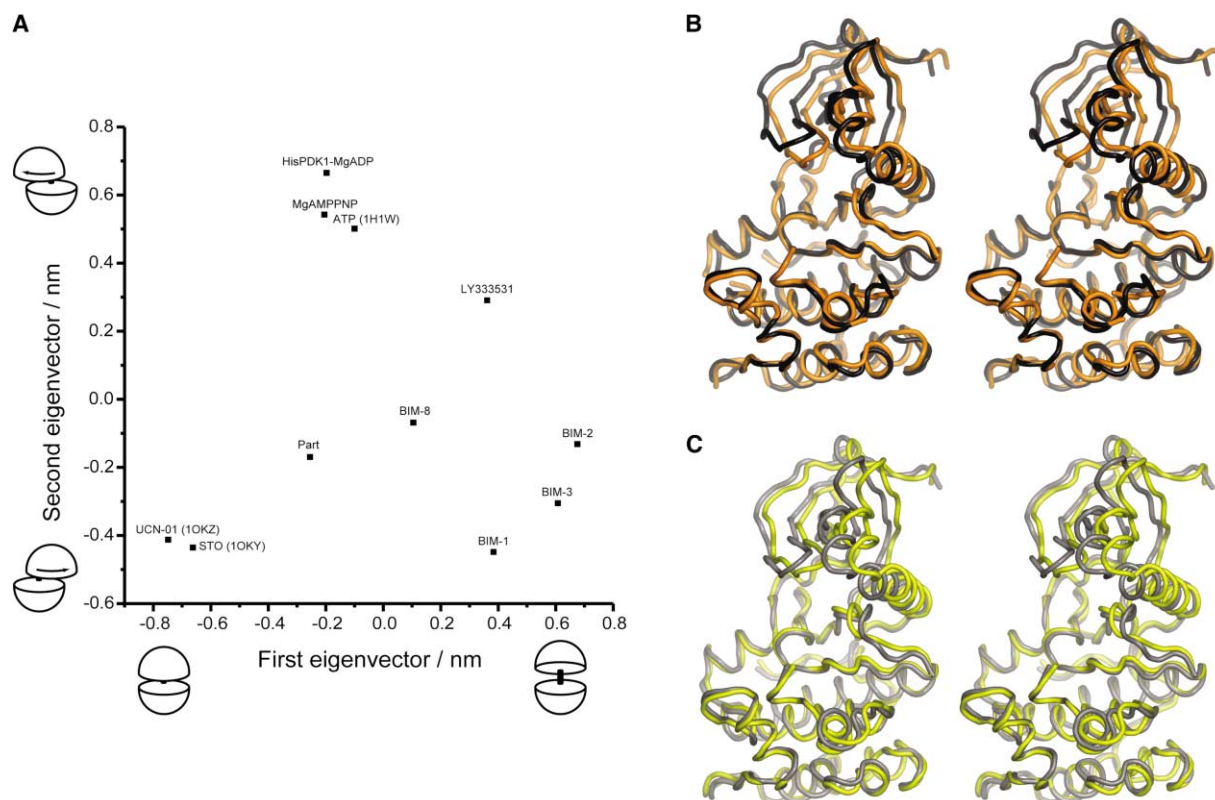 A
B
0.8
HisPDK1-MgADP
0.6
MgAMPPNP
ATP (1H1W)
0.4
LY333531
0.2
Second eigenvector / nm
0.0
BIM-8
BIM-2
Part
-0.2
BIM-3
UCN-01 (1OKZ)
-0.4
STO (1OKY)
BIM-1
-0.6
-0.8 -0.6 -0.4 -0.2 0.0 0.2 0.4 0.6 0.8
First eigenvector / nm
C